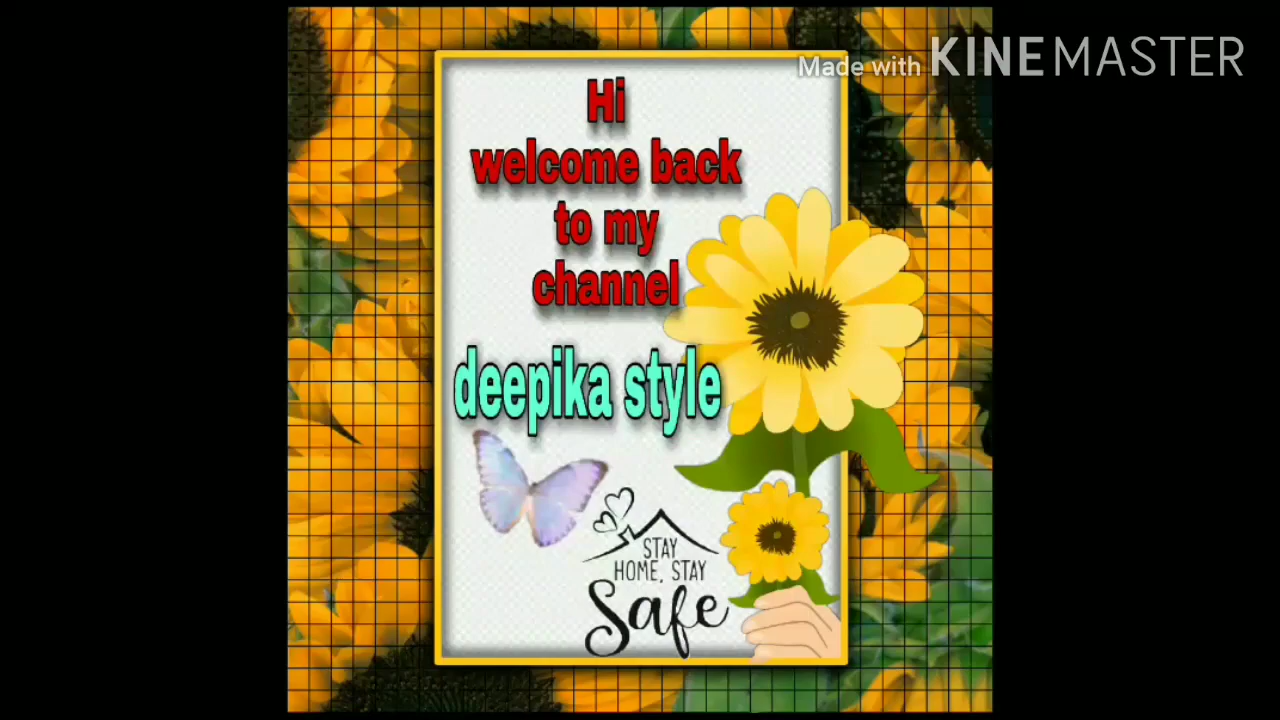 Made with KINEMASTER
Hi
welcome back
to my
channel
deepika style
STAY
HOME, STAY
Safe